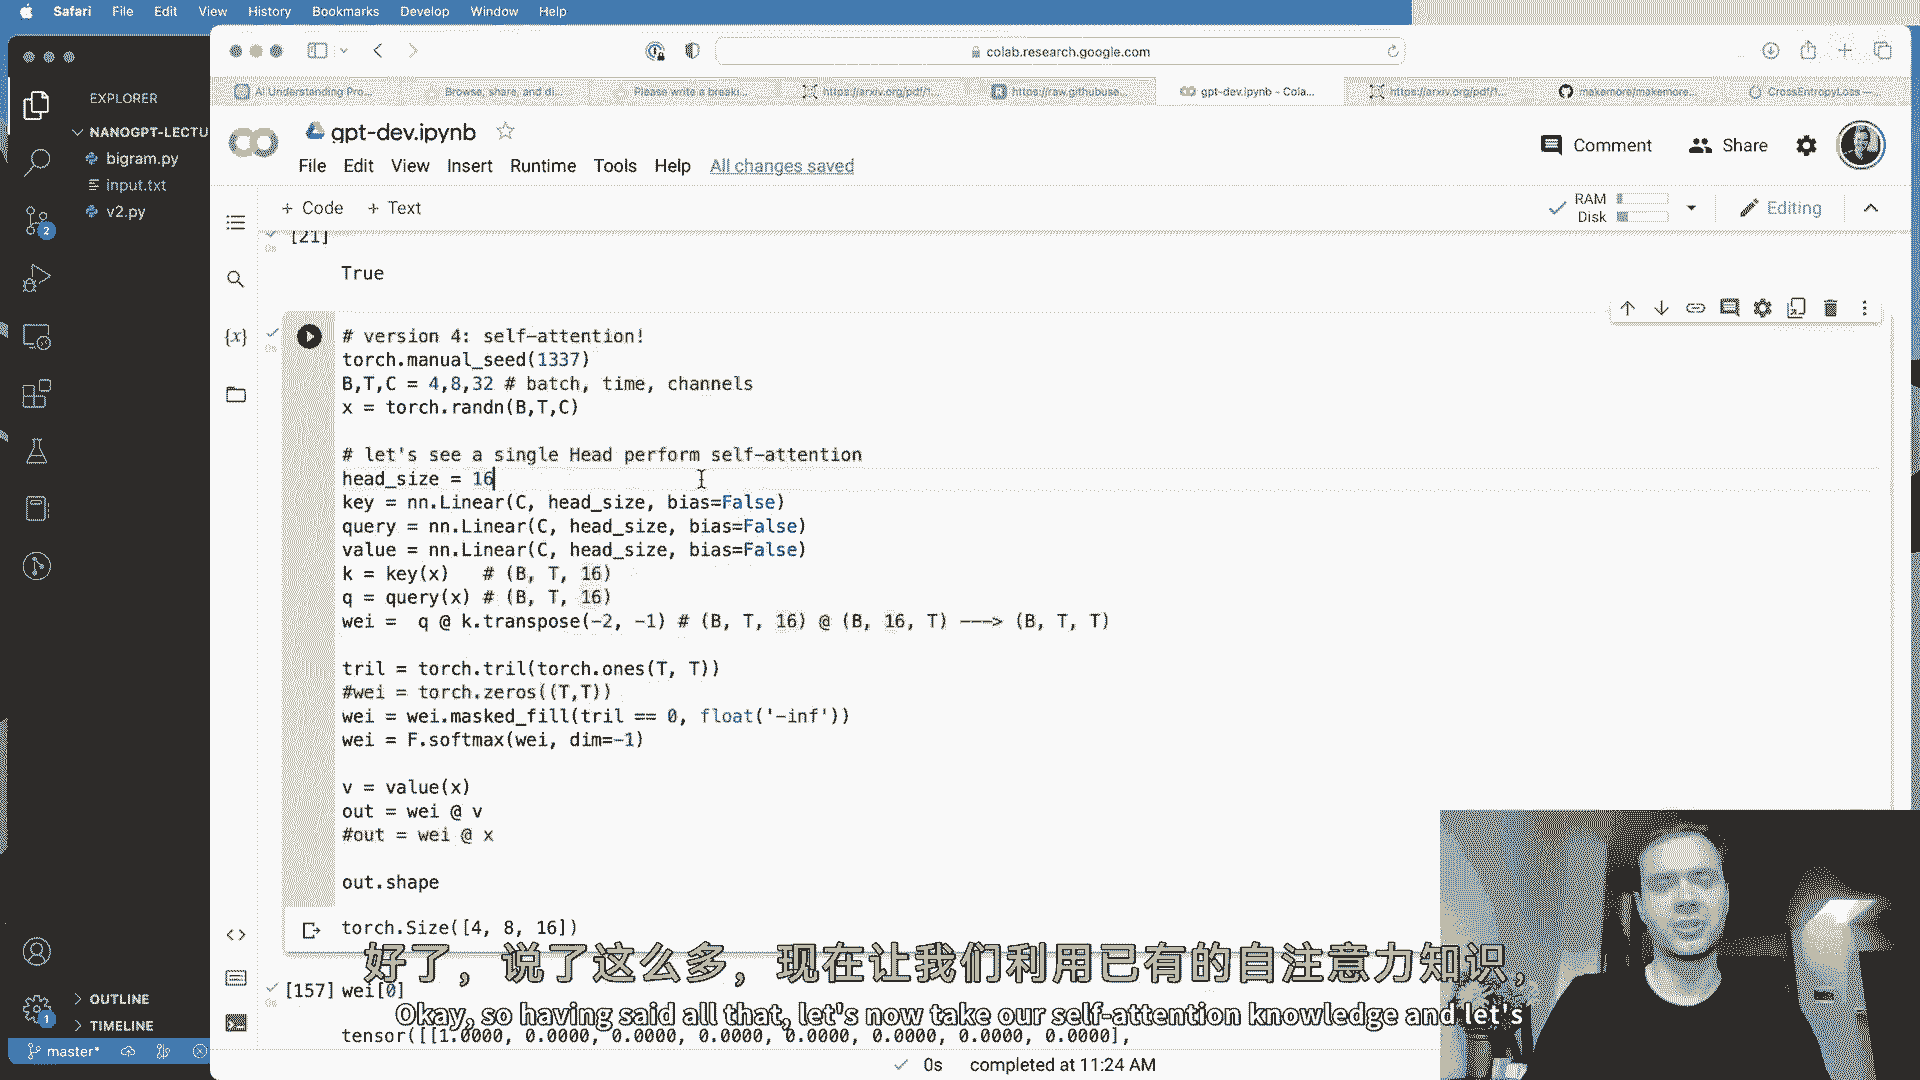 Safari File Edit View History Bookmarks Develop Window Help
colab.research.google.com
AI Understanding Pro...
Browse, share, and di...
Please write a breaki...
https://arxiv.org/pdf/1...
https://raw.githubuse...
gpt-dev.ipynb - Cola...
https://arxiv.org/pdf/1...
makemore/makemore...
CrossEntropyLoss —...
EXPLORER
NANOGPT-LECTU
bigram.py
input.txt
v2.py
2
gpt-dev.ipynb
Comment
Share
File Edit View Insert Runtime Tools Help All changes saved
+ Code + Text
RAM
Disk
Editing
[21]
0s
True
{x}
0s
# version 4: self-attention!
torch.manual_seed(1337)
B,T,C = 4,8,32 # batch, time, channels
x = torch.randn(B,T,C)
# let's see a single Head perform self-attention
head_size = 16
key = nn.Linear(C, head_size, bias=False)
query = nn.Linear(C, head_size, bias=False)
value = nn.Linear(C, head_size, bias=False)
k = key(x)   # (B, T, 16)
q = query(x) # (B, T, 16)
wei =  q @ k.transpose(-2, -1) # (B, T, 16) @ (B, 16, T) ---> (B, T, T)
tril = torch.tril(torch.ones(T, T))
#wei = torch.zeros((T,T))
wei = wei.masked_fill(tril == 0, float('-inf'))
wei = F.softmax(wei, dim=-1)
v = value(x)
out = wei @ v
#out = wei @ x
out.shape
torch.Size([4, 8, 16])
好了，说了这么多，现在让我们利用已有的自注意力知识，
[157] wei[0]
0s
Okay, so having said all that, let's now take our self-attention knowledge and let's
tensor([[1.0000, 0.0000, 0.0000, 0.0000, 0.0000, 0.0000, 0.0000, 0.0000],
OUTLINE
TIMELINE
1
master*
0s completed at 11:24 AM